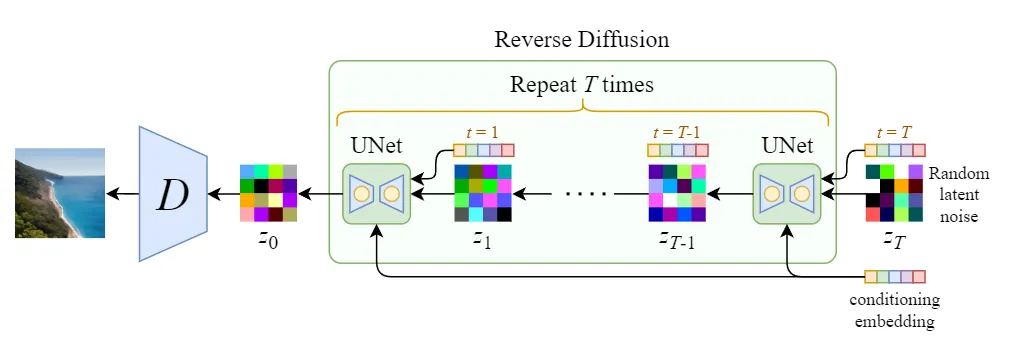 Reverse Diffusion
Repeat T times
UNet
t = 1
t = T-1
UNet
t = T
D
Random
latent
noise
z0
z1
zT-1
zT
conditioning
embedding